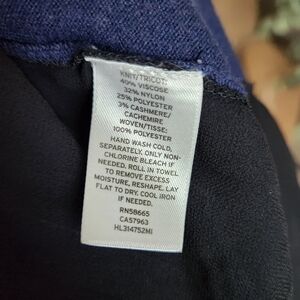 KNIT/TRICOT:
40% VISCOSE
32% NYLON
25% POLYESTER
3% CASHMERE/
CACHEMIRE
WOVEN/TISSE:
100% POLYESTER
HAND WASH COLD,
SEPARATELY, ONLY NON-
CHLORINE BLEACH IF
NEEDED. ROLL IN TOWEL
TO REMOVE EXCESS
MOISTURE, RESHAPE. LAY
FLAT TO DRY. COOL IRON
IF NEEDED.
RN58665
CA57963
HL314752MI